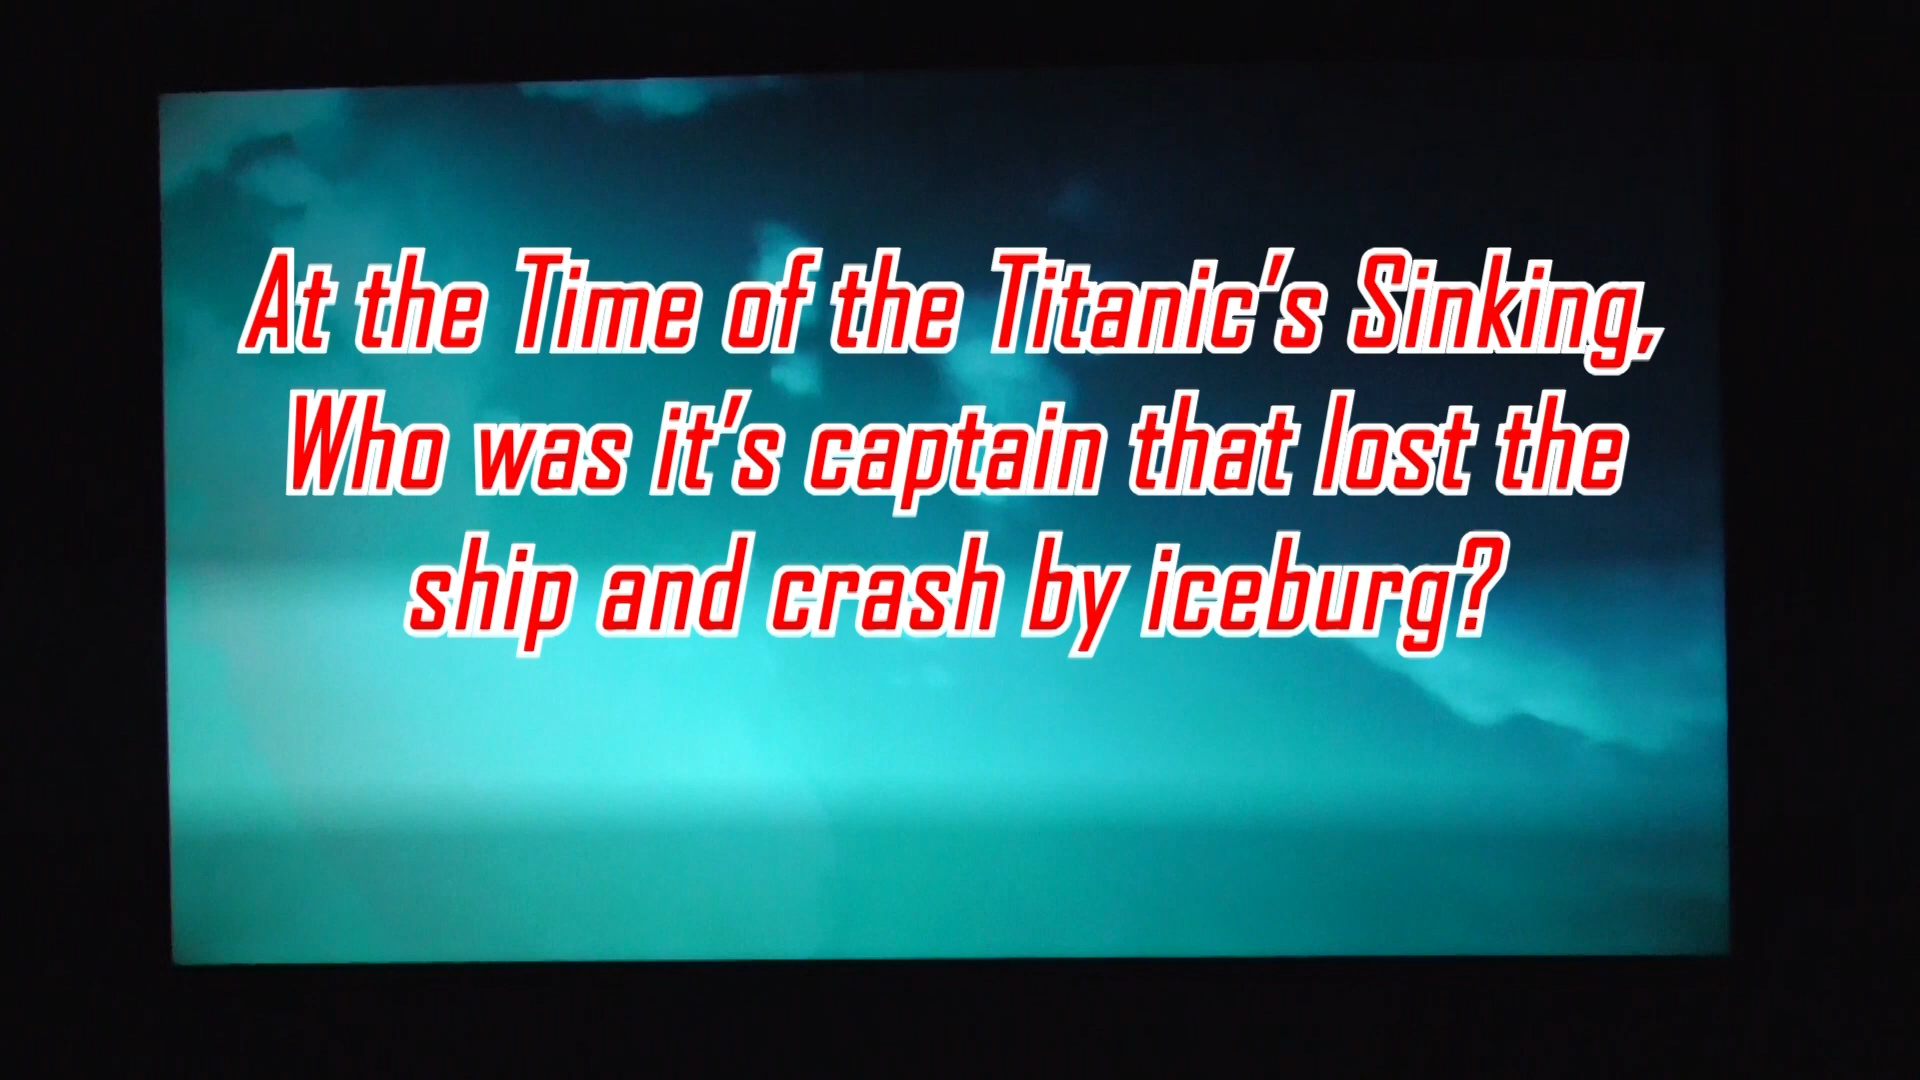 At the Time of the Titanic's Sinking,
Who was it's captain that lost the
ship and crash by iceburg?